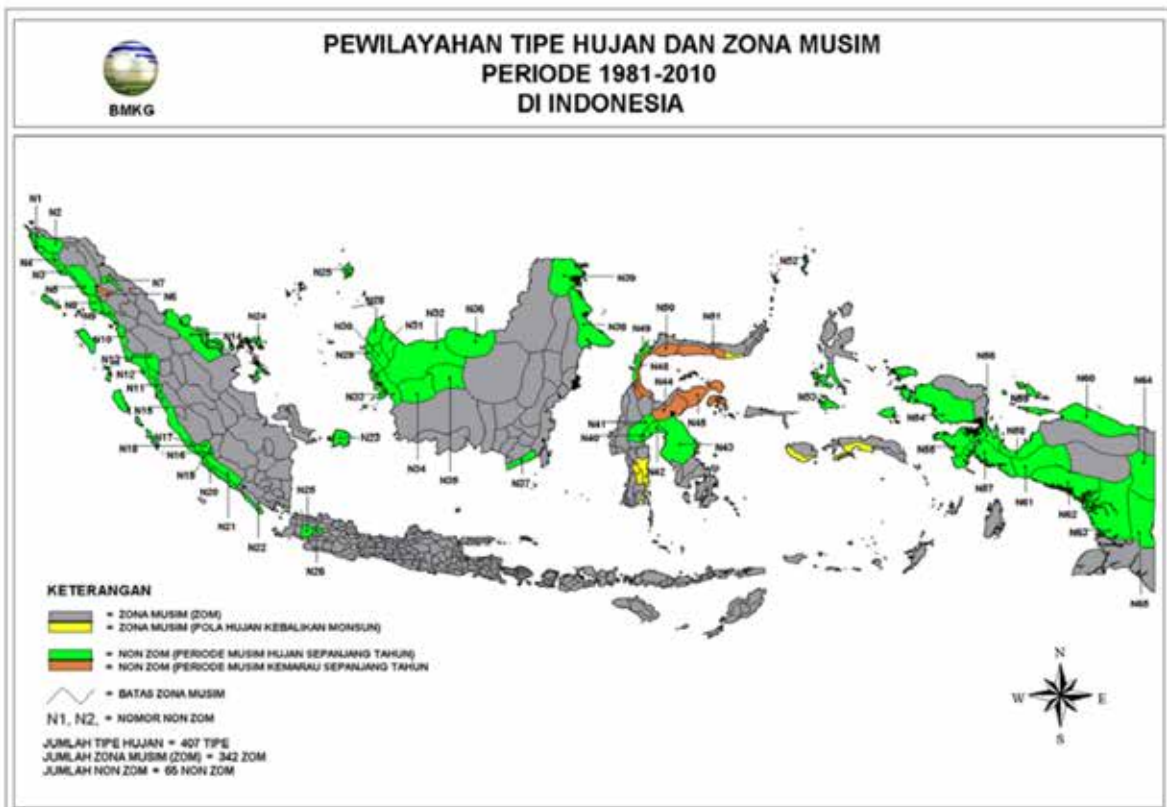 PEWILAYAHAN TIPE HUJAN DAN ZONA MUSIM
PERIODE 1981-2010
DI INDONESIA
BMKG
N1
N2
N4
N3
N5
N7
N6
N8
N9
N10
N13
N12
N11
N15
N14
N24
N18
N17
N16
N19
N20
N21
N22
N25
N26
N23
N28
N30
N29
N31
N32
N36
N33
N34
N35
N37
N39
N38
N49
N50
N51
N52
N48
N44
N46
N41
N40
N42
N43
N53
N54
N56
N57
N58
N59
N60
N64
N61
N62
N63
N65
KETERANGAN
= ZONA MUSIM (ZOM)
= ZONA MUSIM (POLA HUJAN KEBALIKAN MONSUN)
= NON ZOM (PERIODE MUSIM HUJAN SEPANJANG TAHUN)
= NON ZOM (PERIODE MUSIM KEMARAU SEPANJANG TAHUN
= BATAS ZONA MUSIM
N1, N2, = NOMOR NON ZOM
JUMLAH TIPE HUJAN = 407 TIPE
JUMLAH ZONA MUSIM (ZOM) = 342 ZOM
JUMLAH NON ZOM = 65 NON ZOM
N
W E
S